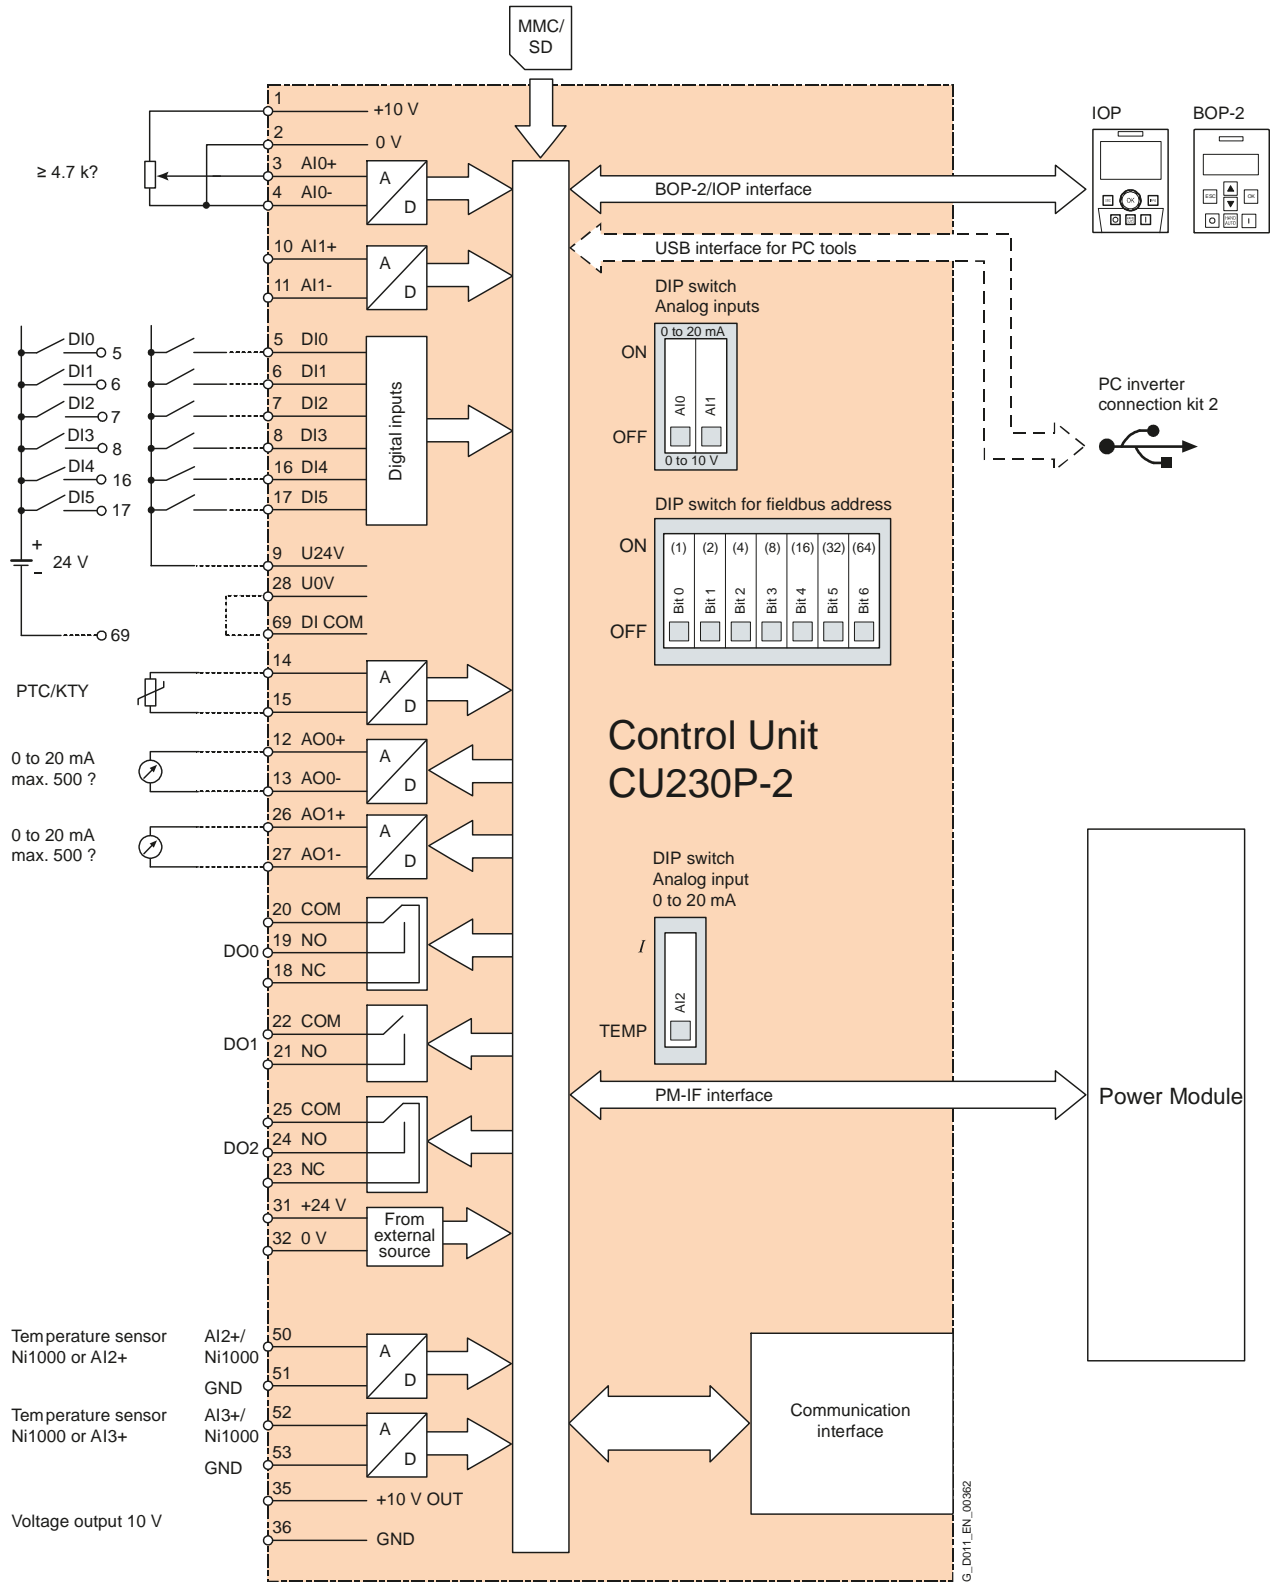 MMC/
SD
1
+10 V
2
0 V
≥ 4.7 k?
3 AI0+
4 AI0-
A
D
10 AI1+
11 AI1-
A
D
IOP
BOP-2
ESC
OK
ESC
OK
HAND
AUTO
BOP-2/IOP interface
USB interface for PC tools
DIP switch
Analog inputs
0 to 20 mA
ON
AI0
AI1
OFF
0 to 10 V
PC inverter
connection kit 2
DI0
5
DI1
6
DI2
7
DI3
8
DI4
16
DI5
17
+
-
24 V
69
5 DI0
6 DI1
7 DI2
8 DI3
16 DI4
17 DI5
Digital inputs
9 U24V
28 U0V
69 DI COM
DIP switch for fieldbus address
ON
(1) (2) (4) (8) (16) (32) (64)
Bit 0 Bit 1 Bit 2 Bit 3 Bit 4 Bit 5 Bit 6
OFF
PTC/KTY
14
15
A
D
Control Unit
CU230P-2
0 to 20 mA
max. 500 ?
12 AO0+
13 AO0-
A
D
0 to 20 mA
max. 500 ?
26 AO1+
27 AO1-
A
D
DIP switch
Analog input
0 to 20 mA
I
AI2
TEMP
DO0
20 COM
19 NO
18 NC
DO1
22 COM
21 NO
PM-IF interface
Power Module
DO2
25 COM
24 NO
23 NC
31 +24 V
32 0 V
From
external
source
Temperature sensor
Ni1000 or AI2+
AI2+/
Ni1000
GND
50
51
A
D
Temperature sensor
Ni1000 or AI3+
AI3+/
Ni1000
GND
52
53
A
D
Communication
interface
Voltage output 10 V
35
+10 V OUT
36
GND
G_D011_EN_00362